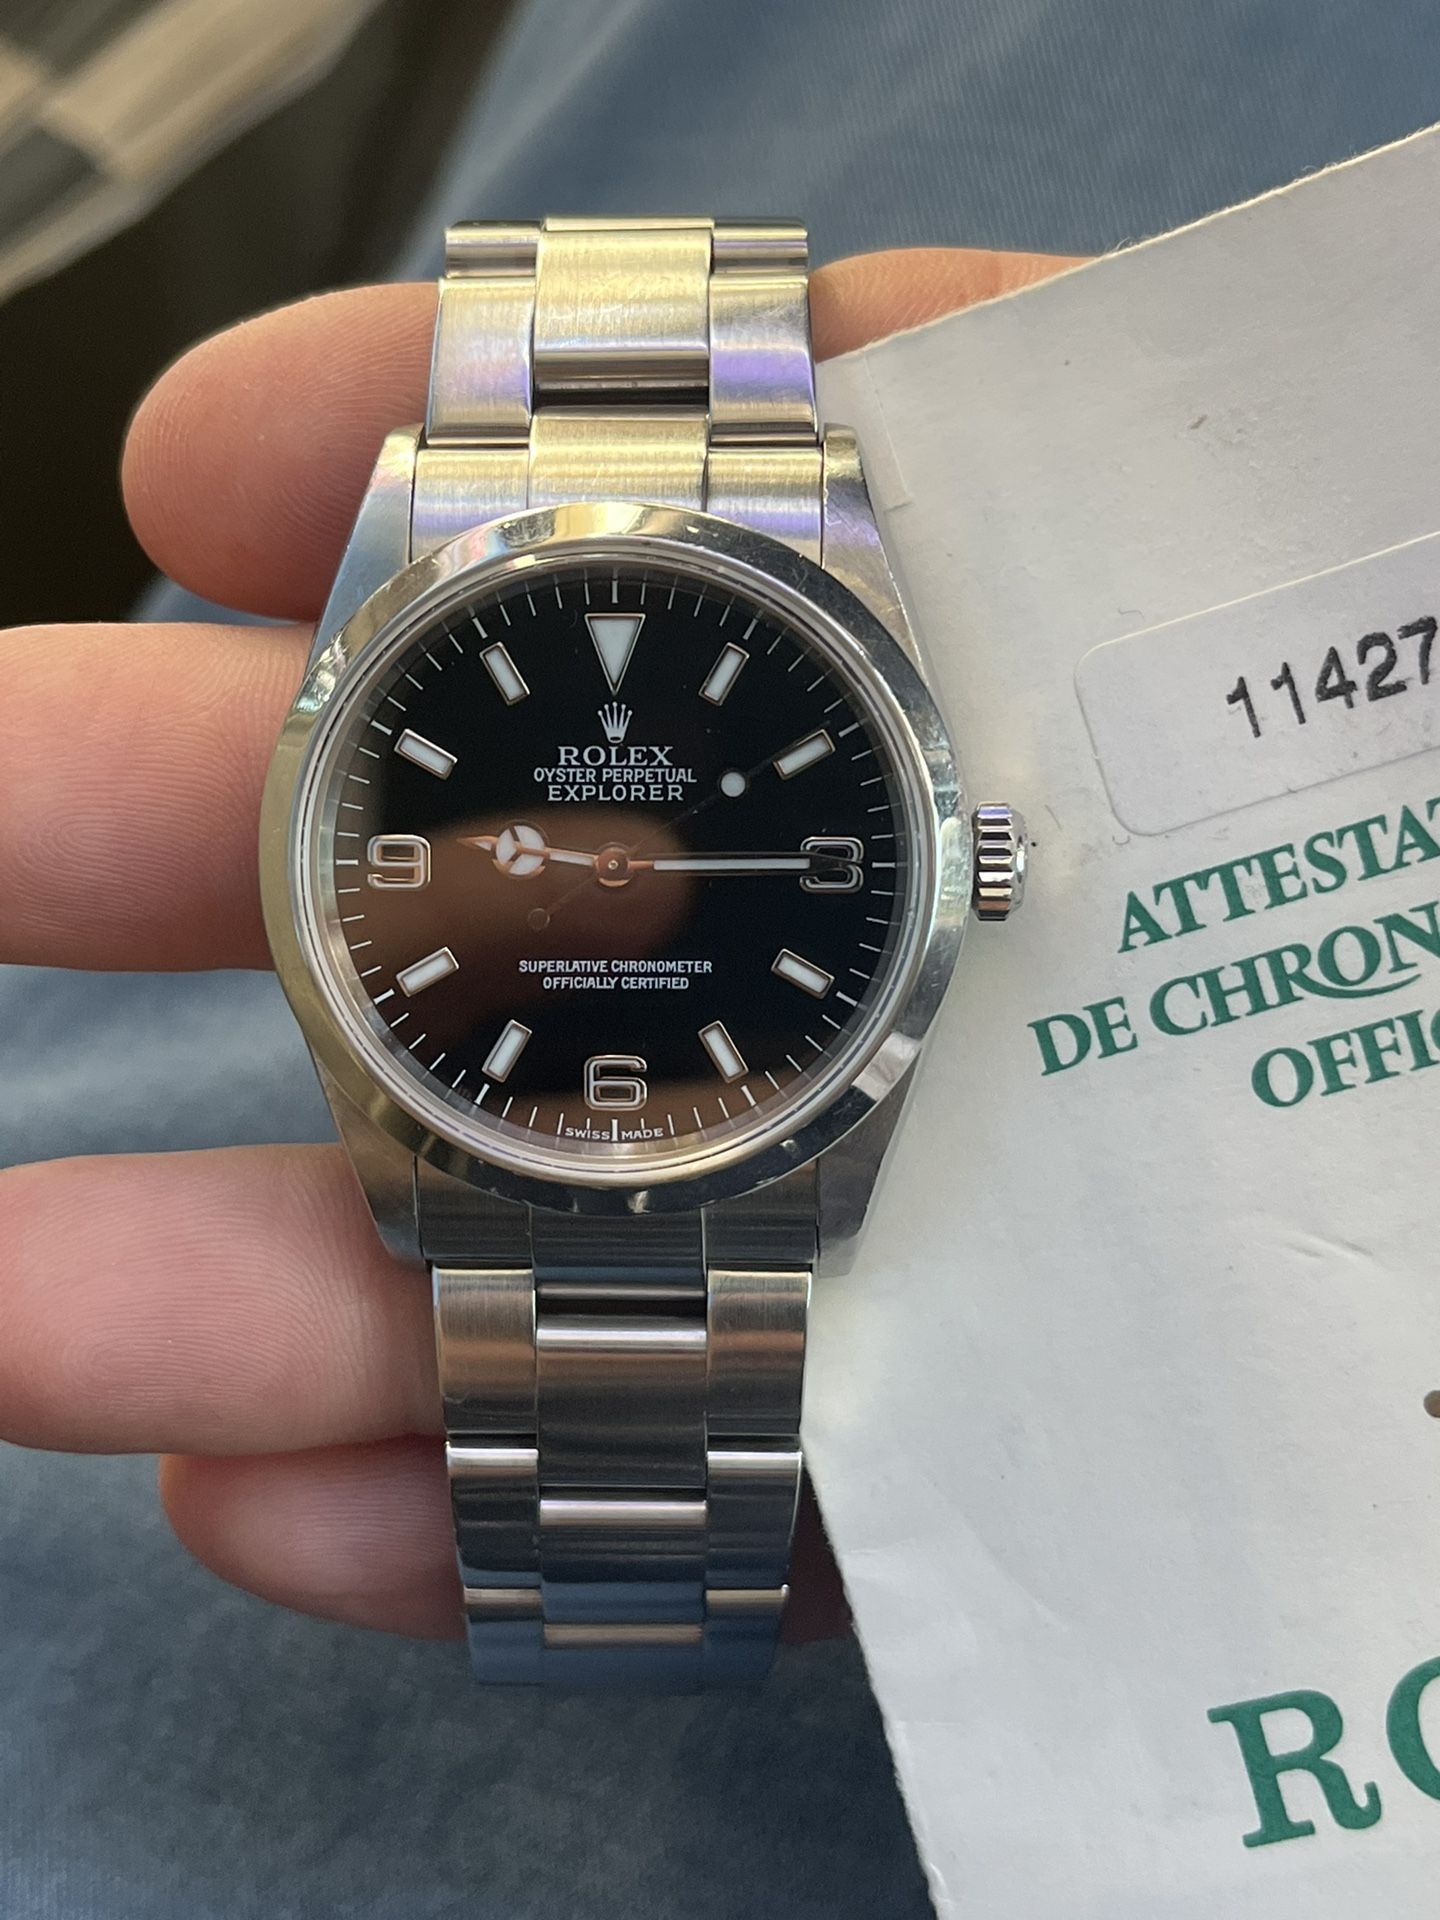 ROLEX
OYSTER PERPETUAL
EXPLORER
9
3
SUPERLATIVE CHRONOMETER
OFFICIALLY CERTIFIED
6
SWISS MADE
11427
ATTESTAT
DE CHRON
OFFIC
RO